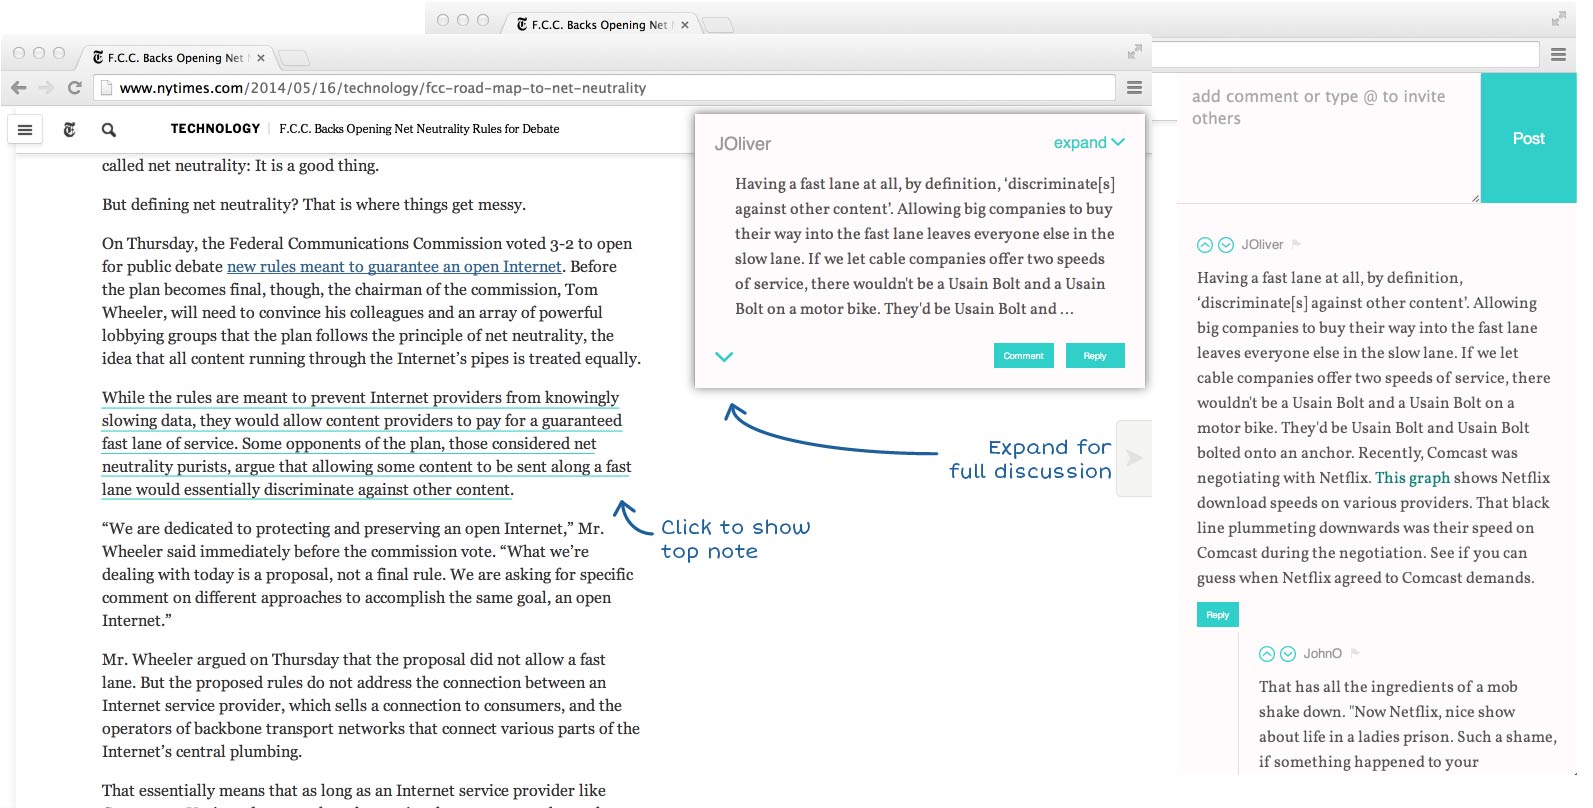 F.C.C. Backs Opening Net
F.C.C. Backs Opening Net
www.nytimes.com/2014/05/16/technology/fcc-road-map-to-net-neutrality
TECHNOLOGY F.C.C. Backs Opening Net Neutrality Rules for Debate
called net neutrality: It is a good thing.
But defining net neutrality? That is where things get messy.
On Thursday, the Federal Communications Commission voted 3-2 to open
for public debate new rules meant to guarantee an open Internet. Before
the plan becomes final, though, the chairman of the commission, Tom
Wheeler, will need to convince his colleagues and an array of powerful
lobbying groups that the plan follows the principle of net neutrality, the
idea that all content running through the Internet’s pipes is treated equally.
While the rules are meant to prevent Internet providers from knowingly
slowing data, they would allow content providers to pay for a guaranteed
fast lane of service. Some opponents of the plan, those considered net
neutrality purists, argue that allowing some content to be sent along a fast
lane would essentially discriminate against other content.
“We are dedicated to protecting and preserving an open Internet,” Mr.
Wheeler said immediately before the commission vote. “What we’re
dealing with today is a proposal, not a final rule. We are asking for specific
comment on different approaches to accomplish the same goal, an open
Internet.”
Mr. Wheeler argued on Thursday that the proposal did not allow a fast
lane. But the proposed rules do not address the connection between an
Internet service provider, which sells a connection to consumers, and the
operators of backbone transport networks that connect various parts of the
Internet’s central plumbing.
That essentially means that as long as an Internet service provider like
JOliver
expand
Having a fast lane at all, by definition, ‘discriminate[s]
against other content’. Allowing big companies to buy
their way into the fast lane leaves everyone else in the
slow lane. If we let cable companies offer two speeds
of service, there wouldn't be a Usain Bolt and a Usain
Bolt on a motor bike. They'd be Usain Bolt and ...
Comment
Reply
Expand for
full discussion
Click to show
top note
add comment or type @ to invite
others
Post
JOliver
Having a fast lane at all, by definition,
‘discriminate[s] against other content’. Allowing
big companies to buy their way into the fast lane
leaves everyone else in the slow lane. If we let
cable companies offer two speeds of service, there
wouldn't be a Usain Bolt and a Usain Bolt on a
motor bike. They'd be Usain Bolt and Usain Bolt
bolted onto an anchor. Recently, Comcast was
negotiating with Netflix. This graph shows Netflix
download speeds on various providers. That black
line plummeting downwards was their speed on
Comcast during the negotiation. See if you can
guess when Netflix agreed to Comcast demands.
Reply
JohnO
That has all the ingredients of a mob
shake down. "Now Netflix, nice show
about life in a ladies prison. Such a shame,
if something happened to your